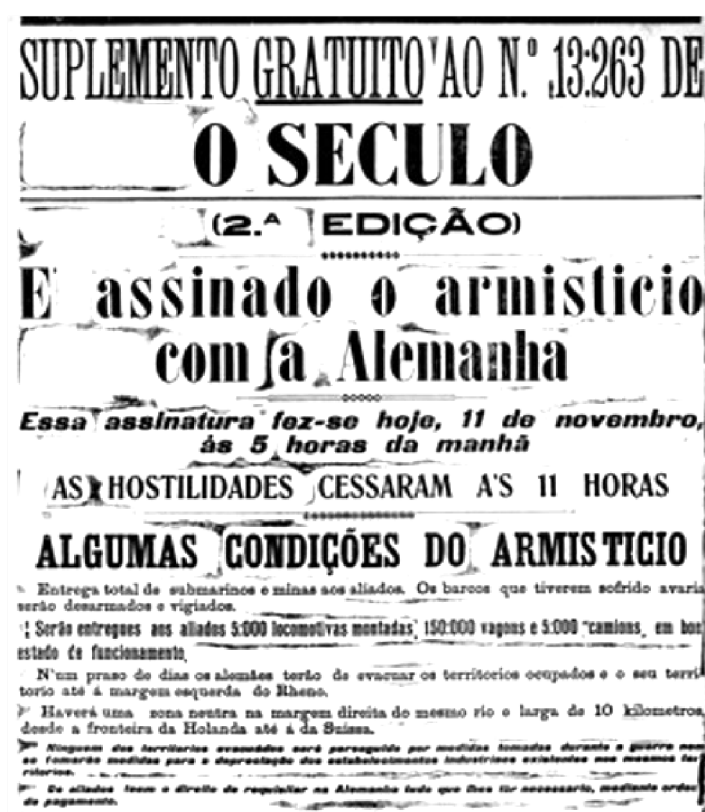 SUPLEMENTO GRATUITO AO N.º 13:263 DE
O SECULO
(2.ª EDIÇÃO)
E assinado o armisticio
com a Alemanha
Essa assinatura fez-se hoje, 11 de novembro,
ás 5 horas da manhã
AS HOSTILIDADES CESSARAM A'S 11 HORAS
ALGUMAS CONDIÇÕES DO ARMISTICIO
Entrega total de submarinos e minas aos aliados. Os barcos que tiverem sofrido avaria
serão desarmados e vigiados.
Serão entregues aos aliados 5:000 locomotivas montadas, 150:000 vagons e 5:000 camions, em bom
estado de funcionamento.
N'um praso de dias os alemães terão de evacuar os territorios ocupados e o seu terri-
torio até á margem esquerda do Rheno.
Haverá uma zona neutra na margem direita do mesmo rio e larga de 10 kilometros,
desde a fronteira da Holanda até á da Suissa.
Ninguem dos territorios evacuados será perseguido por medidas tomadas durante a guerra nem
se tomarão medidas para a depreciação dos estabelecimentos industriaes existentes nos mesmos ter-
ritorios.
Os aliados teem o direito de requisitar na Alemanha tudo que lhes fôr necessario, mediante ordem
de pagamento.